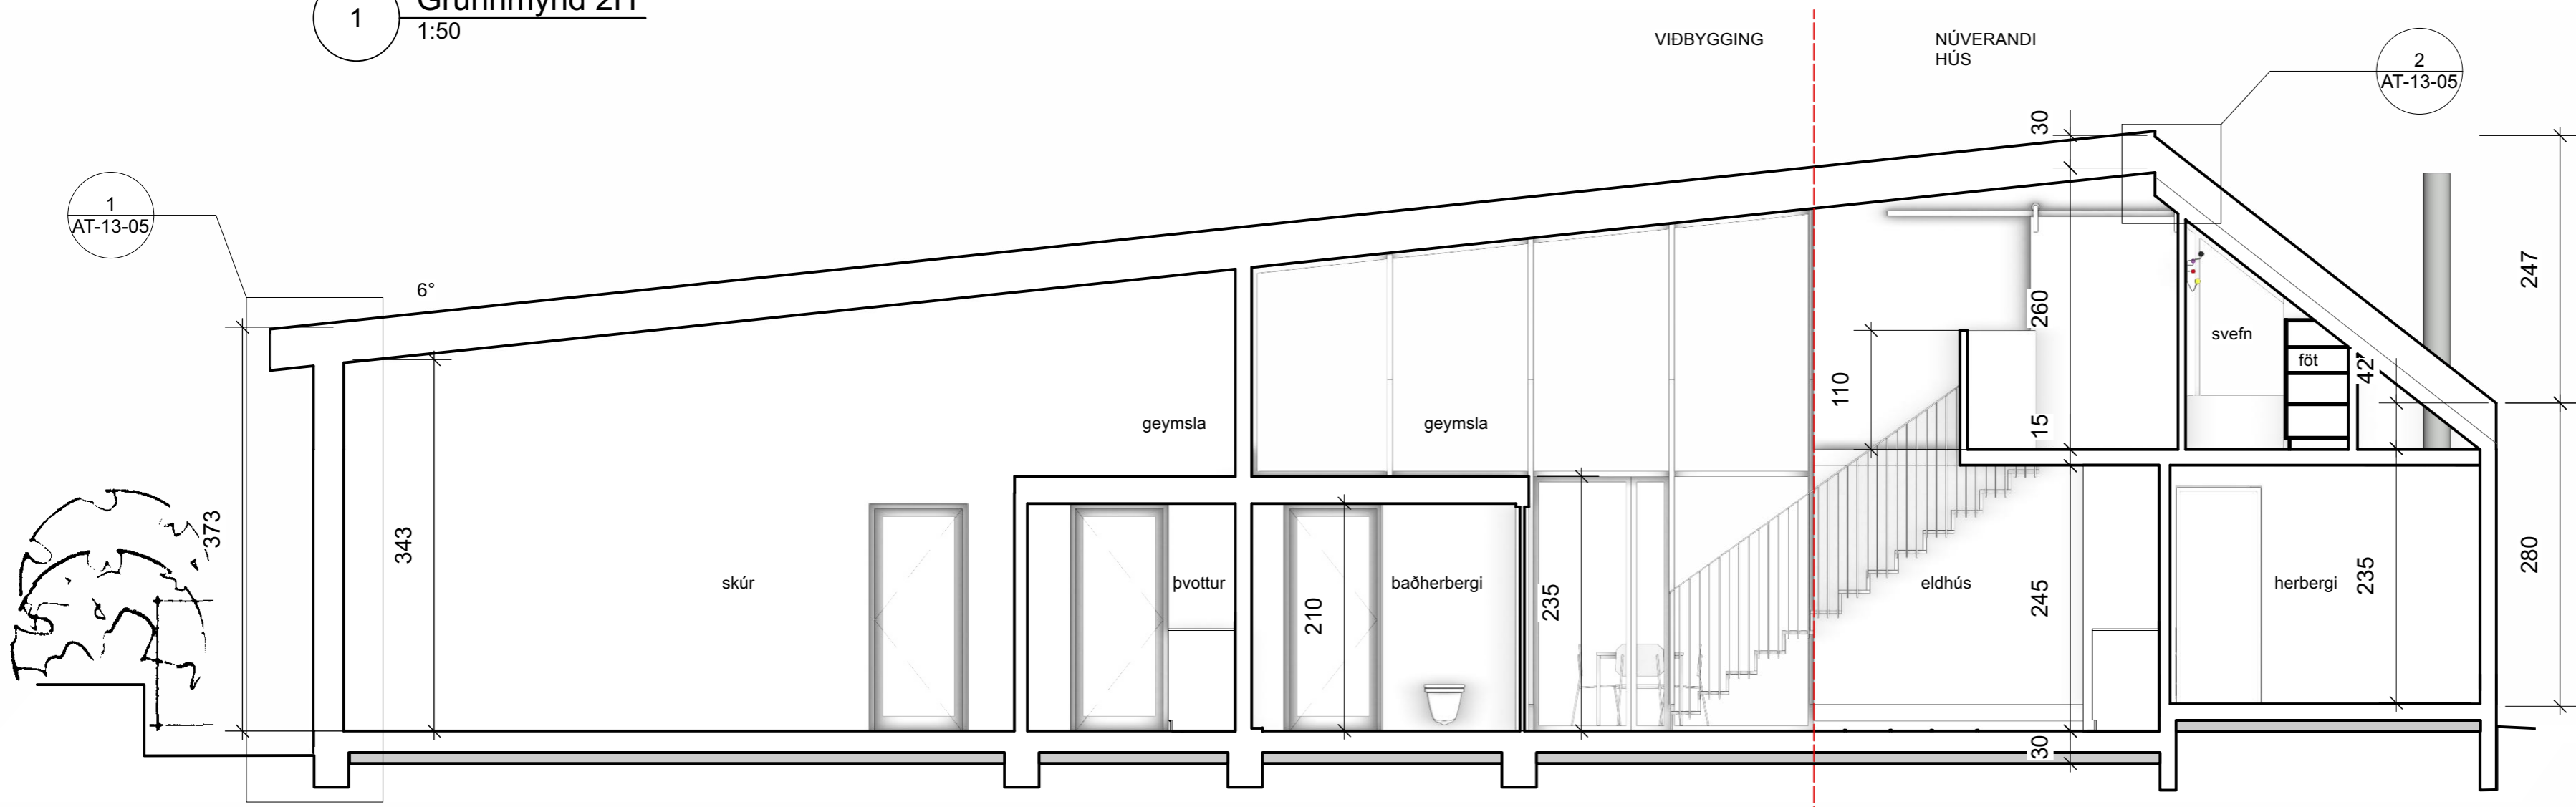 1
Grunnmynd 2H
1:50
VIÐBYGGING
NÚVERANDI
HÚS
2
AT-13-05
1
AT-13-05
6°
30
247
260
svefn
föt
42
110
15
geymsla
geymsla
373
343
skúr
þvottur
210
baðherbergi
235
eldhús
245
herbergi
235
280
30